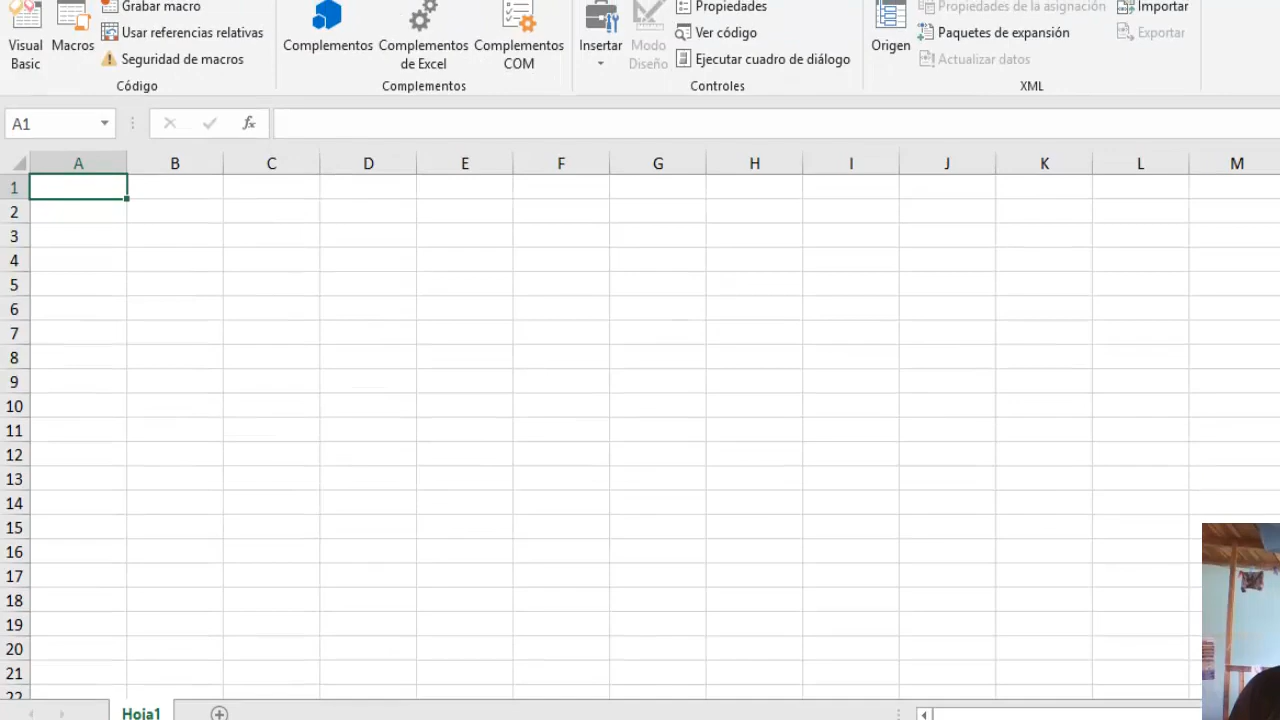 Visual Basic
Macros
Grabar macro
Usar referencias relativas
Seguridad de macros
Código
Complementos
Complementos de Excel
Complementos COM
Complementos
Insertar
Modo Diseño
Propiedades
Ver código
Ejecutar cuadro de diálogo
Controles
Origen
Propiedades de la asignación
Paquetes de expansión
Actualizar datos
Importar
Exportar
XML
A1
fx
A B C D E F G H I J K L M
1
2
3
4
5
6
7
8
9
10
11
12
13
14
15
16
17
18
19
20
21
22
Hoja1